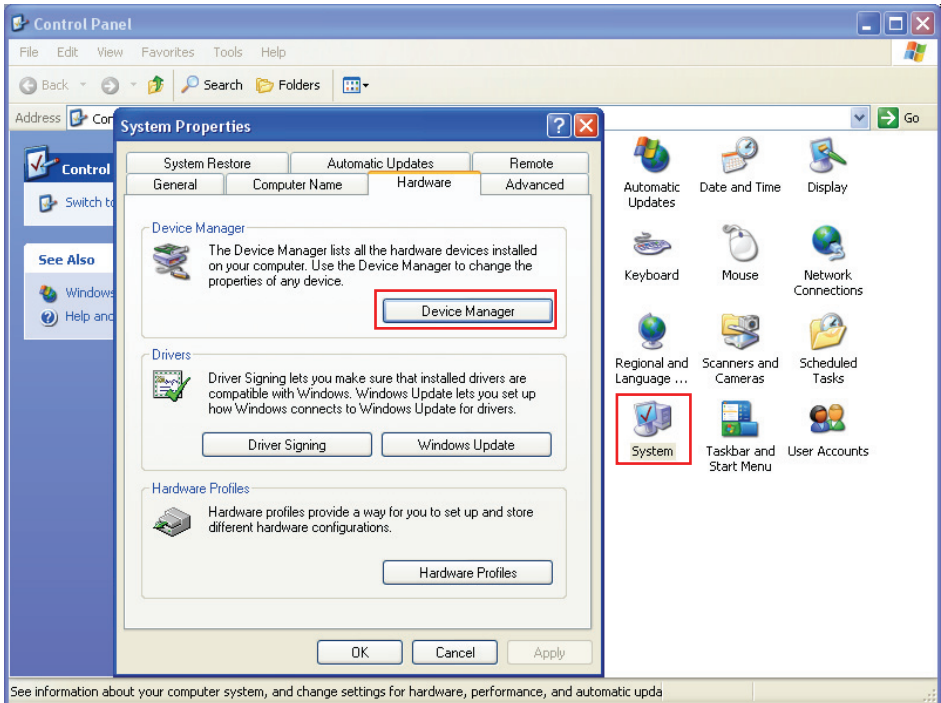 Control Panel
File Edit View Favorites Tools Help
Back Search Folders
Address Con Go
System Properties
System Restore Automatic Updates Remote
General Computer Name Hardware Advanced
Device Manager
The Device Manager lists all the hardware devices installed
on your computer. Use the Device Manager to change the
properties of any device.
Device Manager
Drivers
Driver Signing lets you make sure that installed drivers are
compatible with Windows. Windows Update lets you set up
how Windows connects to Windows Update for drivers.
Driver Signing Windows Update
Hardware Profiles
Hardware profiles provide a way for you to set up and store
different hardware configurations.
Hardware Profiles
OK Cancel Apply
Control
Switch to
See Also
Windows
Help and
Automatic
Updates
Date and Time
Display
Keyboard
Mouse
Network
Connections
Regional and
Language ...
Scanners and
Cameras
Scheduled
Tasks
System
Taskbar and
Start Menu
User Accounts
See information about your computer system, and change settings for hardware, performance, and automatic upda